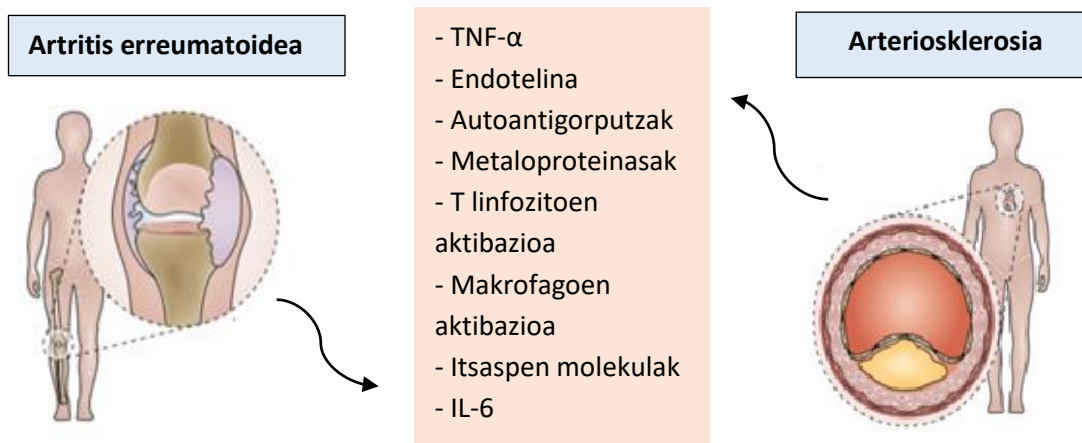 Artritis erreumatoidea
- TNF-α
- Endotelina
- Autoantigorputzak
- Metaloproteinasak
- T linfozitoen
aktibazioa
- Makrofagoen
aktibazioa
- Itsaspen molekulak
- IL-6
Arteriosklerosia